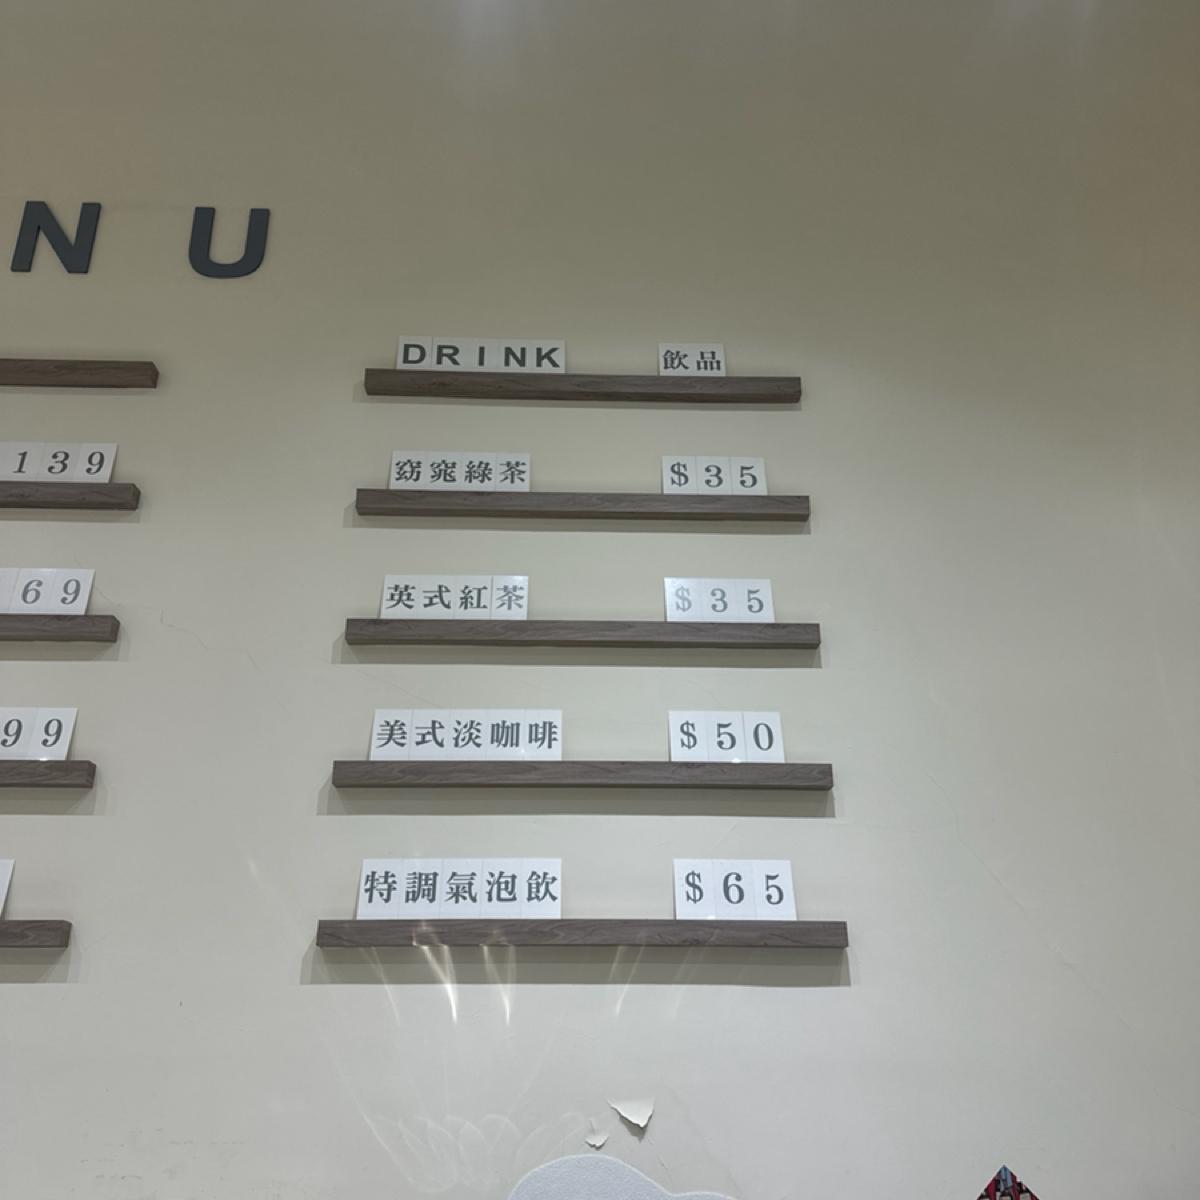 NU
139
69
99
DRINK 飲品
窈窕綠茶 $35
英式紅茶 $35
美式淡咖啡 $50
特調氣泡飲 $65